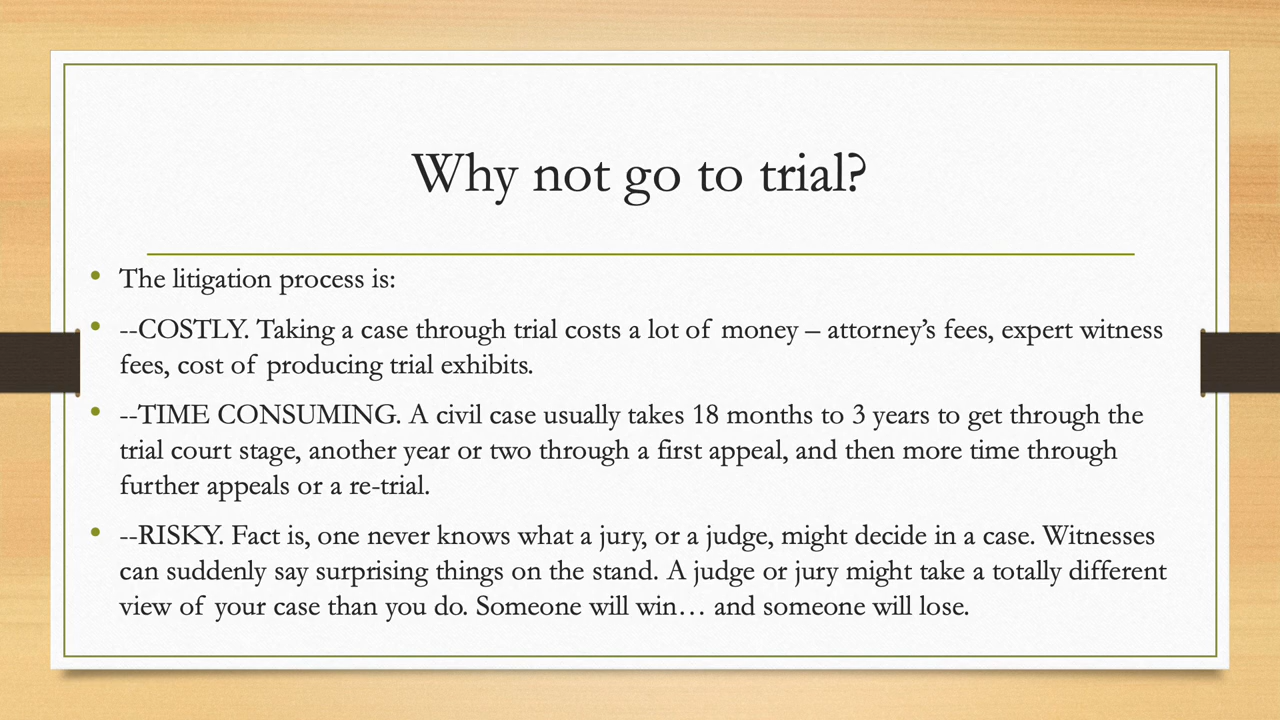 Why not go to trial?
• The litigation process is:
• --COSTLY. Taking a case through trial costs a lot of money – attorney’s fees, expert witness
fees, cost of producing trial exhibits.
• --TIME CONSUMING. A civil case usually takes 18 months to 3 years to get through the
trial court stage, another year or two through a first appeal, and then more time through
further appeals or a re-trial.
• --RISKY. Fact is, one never knows what a jury, or a judge, might decide in a case. Witnesses
can suddenly say surprising things on the stand. A judge or jury might take a totally different
view of your case than you do. Someone will win… and someone will lose.